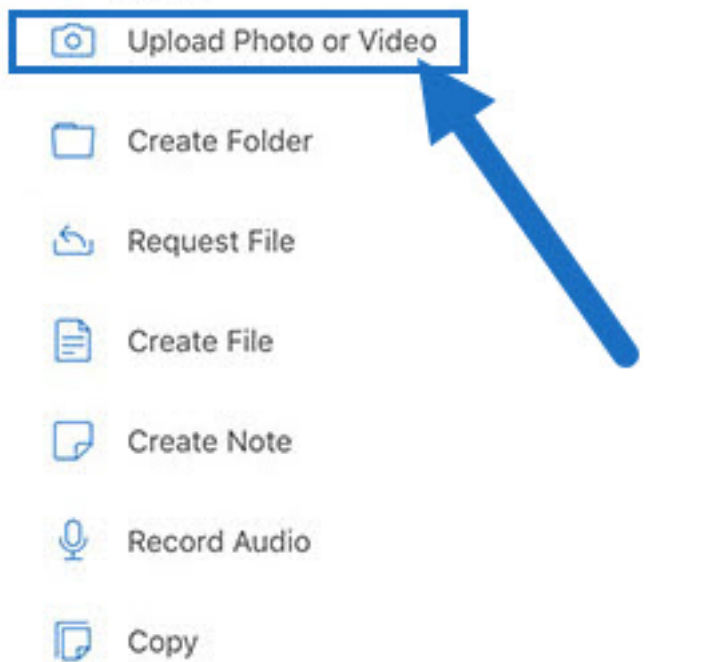 Upload Photo or Video
Create Folder
Request File
Create File
Create Note
Record Audio
Copy